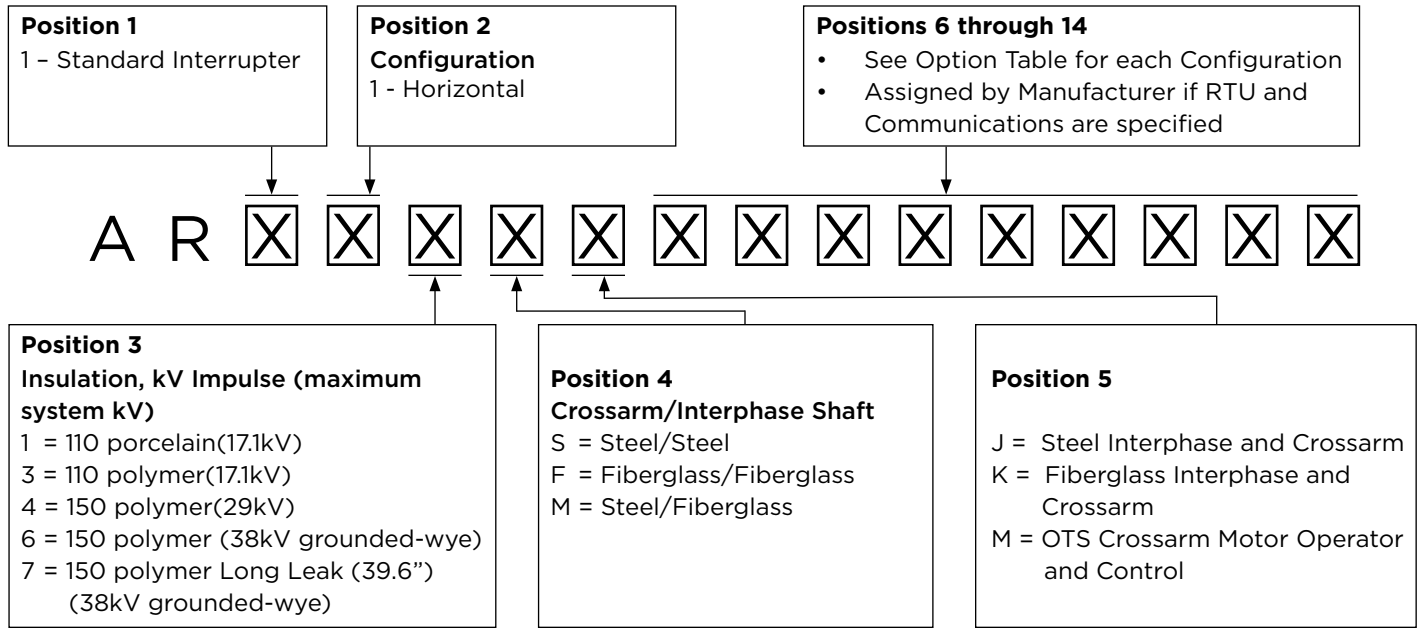 Position 1
1 – Standard Interrupter
Position 2
Configuration
1 - Horizontal
Positions 6 through 14
• See Option Table for each Configuration
• Assigned by Manufacturer if RTU and
Communications are specified
A R X X X X X X X X X X X X X X
Position 3
Insulation, kV Impulse (maximum
system kV)
1 = 110 porcelain(17.1kV)
3 = 110 polymer(17.1kV)
4 = 150 polymer(29kV)
6 = 150 polymer (38kV grounded-wye)
7 = 150 polymer Long Leak (39.6”)
(38kV grounded-wye)
Position 4
Crossarm/Interphase Shaft
S = Steel/Steel
F = Fiberglass/Fiberglass
M = Steel/Fiberglass
Position 5
J = Steel Interphase and Crossarm
K = Fiberglass Interphase and
Crossarm
M = OTS Crossarm Motor Operator
and Control